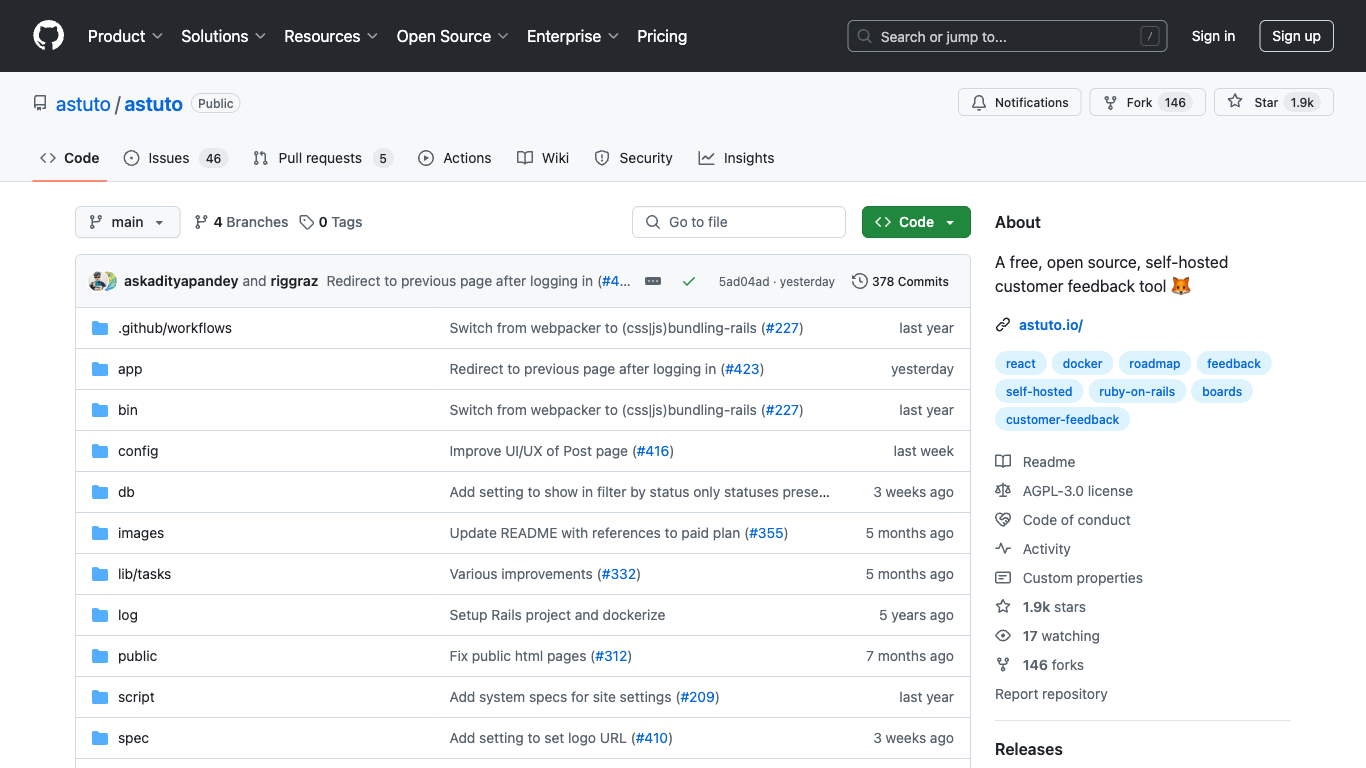 Product Solutions Resources Open Source Enterprise Pricing Search or jump to... / Sign in Sign up
astuto / astuto Public Notifications Fork 146 Star 1.9k
Code Issues 46 Pull requests 5 Actions Wiki Security Insights
main 4 Branches 0 Tags Go to file Code
askadityapandey and riggraz Redirect to previous page after logging in (#4... 5ad04ad · yesterday 378 Commits
.github/workflows Switch from webpacker to (css|js)bundling-rails (#227) last year
app Redirect to previous page after logging in (#423) yesterday
bin Switch from webpacker to (css|js)bundling-rails (#227) last year
config Improve UI/UX of Post page (#416) last week
db Add setting to show in filter by status only statuses prese... 3 weeks ago
images Update README with references to paid plan (#355) 5 months ago
lib/tasks Various improvements (#332) 5 months ago
log Setup Rails project and dockerize 5 years ago
public Fix public html pages (#312) 7 months ago
script Add system specs for site settings (#209) last year
spec Add setting to set logo URL (#410) 3 weeks ago
About
A free, open source, self-hosted
customer feedback tool 🦊
astuto.io/
react docker roadmap feedback
self-hosted ruby-on-rails boards
customer-feedback
Readme
AGPL-3.0 license
Code of conduct
Activity
Custom properties
1.9k stars
17 watching
146 forks
Report repository
Releases